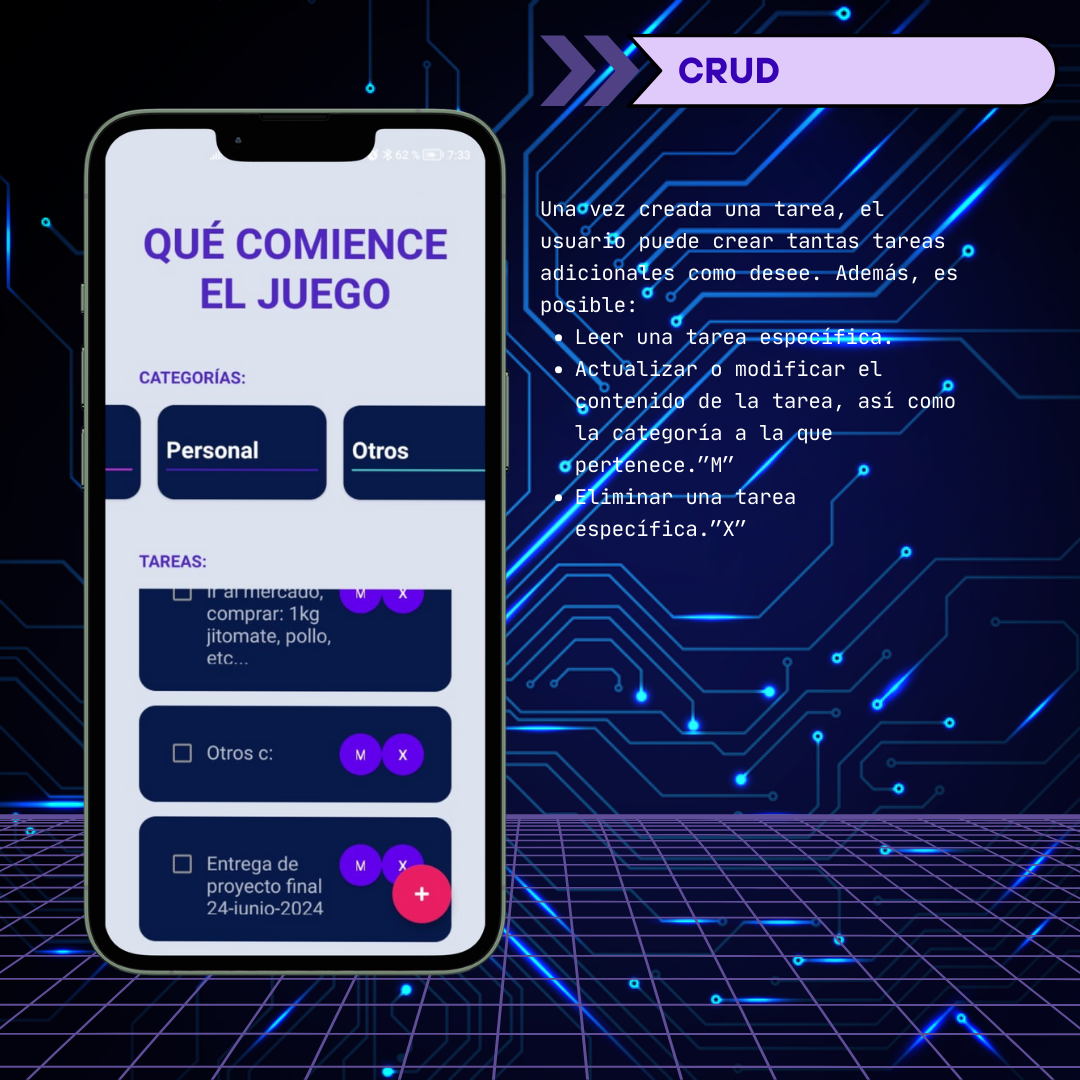 CRUD
62 % 7:33
QUÉ COMIENCE
EL JUEGO
CATEGORÍAS:
Personal
Otros
TAREAS:
Ir al mercado,
comprar: 1kg
jitomate, pollo,
etc...
M X
Otros c:
M X
Entrega de
proyecto final
24-junio-2024
M X
+
Una vez creada una tarea, el
usuario puede crear tantas tareas
adicionales como desee. Además, es
posible:
• Leer una tarea específica.
• Actualizar o modificar el
contenido de la tarea, así como
la categoría a la que
pertenece.”M”
• Eliminar una tarea
específica.”X”